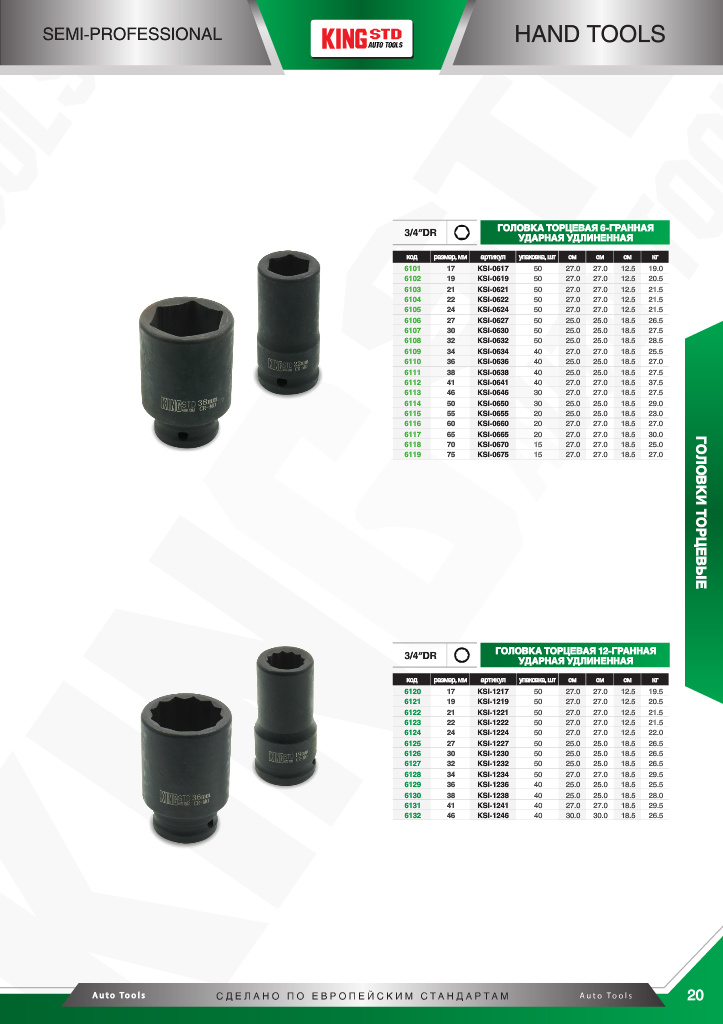 SEMI-PROFESSIONAL
KING STD
AUTO TOOLS
HAND TOOLS
3/4"DR
ГОЛОВКА ТОРЦЕВАЯ 6-ГРАННАЯ
УДАРНАЯ УДЛИНЕННАЯ
код размер, мм артикул упаковка, шт см см см кг
6101 17 KSI-0617 50 27.0 27.0 12.5 19.0
6102 19 KSI-0619 50 27.0 27.0 12.5 20.5
6103 21 KSI-0621 50 27.0 27.0 12.5 21.5
6104 22 KSI-0622 50 27.0 27.0 12.5 21.5
6105 24 KSI-0624 50 27.0 27.0 12.5 21.5
6106 27 KSI-0627 50 25.0 25.0 18.5 26.5
6107 30 KSI-0630 50 25.0 25.0 18.5 27.5
6108 32 KSI-0632 50 25.0 25.0 18.5 28.5
6109 34 KSI-0634 40 27.0 27.0 18.5 25.5
6110 36 KSI-0636 40 25.0 25.0 18.5 27.0
6111 38 KSI-0638 40 25.0 25.0 18.5 27.5
6112 41 KSI-0641 40 27.0 27.0 18.5 37.5
6113 46 KSI-0646 30 27.0 27.0 18.5 27.5
6114 50 KSI-0650 30 25.0 25.0 18.5 29.0
6115 55 KSI-0655 20 25.0 25.0 18.5 23.0
6116 60 KSI-0660 20 27.0 27.0 18.5 27.0
6117 65 KSI-0665 20 27.0 27.0 18.5 30.0
6118 70 KSI-0670 15 27.0 27.0 18.5 25.0
6119 75 KSI-0675 15 27.0 27.0 18.5 27.0
KING STD 22mm
KING STD 38mm
ГОЛОВКИ ТОРЦЕВЫЕ
3/4"DR
ГОЛОВКА ТОРЦЕВАЯ 12-ГРАННАЯ
УДАРНАЯ УДЛИНЕННАЯ
код размер, мм артикул упаковка, шт см см см кг
6120 17 KSI-1217 50 27.0 27.0 12.5 19.5
6121 19 KSI-1219 50 27.0 27.0 12.5 20.5
6122 21 KSI-1221 50 27.0 27.0 12.5 21.5
6123 22 KSI-1222 50 27.0 27.0 12.5 21.5
6124 24 KSI-1224 50 27.0 27.0 12.5 22.0
6125 27 KSI-1227 50 25.0 25.0 18.5 26.5
6126 30 KSI-1230 50 25.0 25.0 18.5 26.5
6127 32 KSI-1232 50 25.0 25.0 18.5 26.5
6128 34 KSI-1234 50 27.0 27.0 18.5 29.5
6129 36 KSI-1236 40 25.0 25.0 18.5 25.5
6130 38 KSI-1238 40 25.0 25.0 18.5 28.0
6131 41 KSI-1241 40 27.0 27.0 18.5 29.5
6132 46 KSI-1246 40 30.0 30.0 18.5 26.5
KING STD 19mm
KING STD 36mm
Auto Tools
СДЕЛАНО ПО ЕВРОПЕЙСКИМ СТАНДАРТАМ
Auto Tools
20